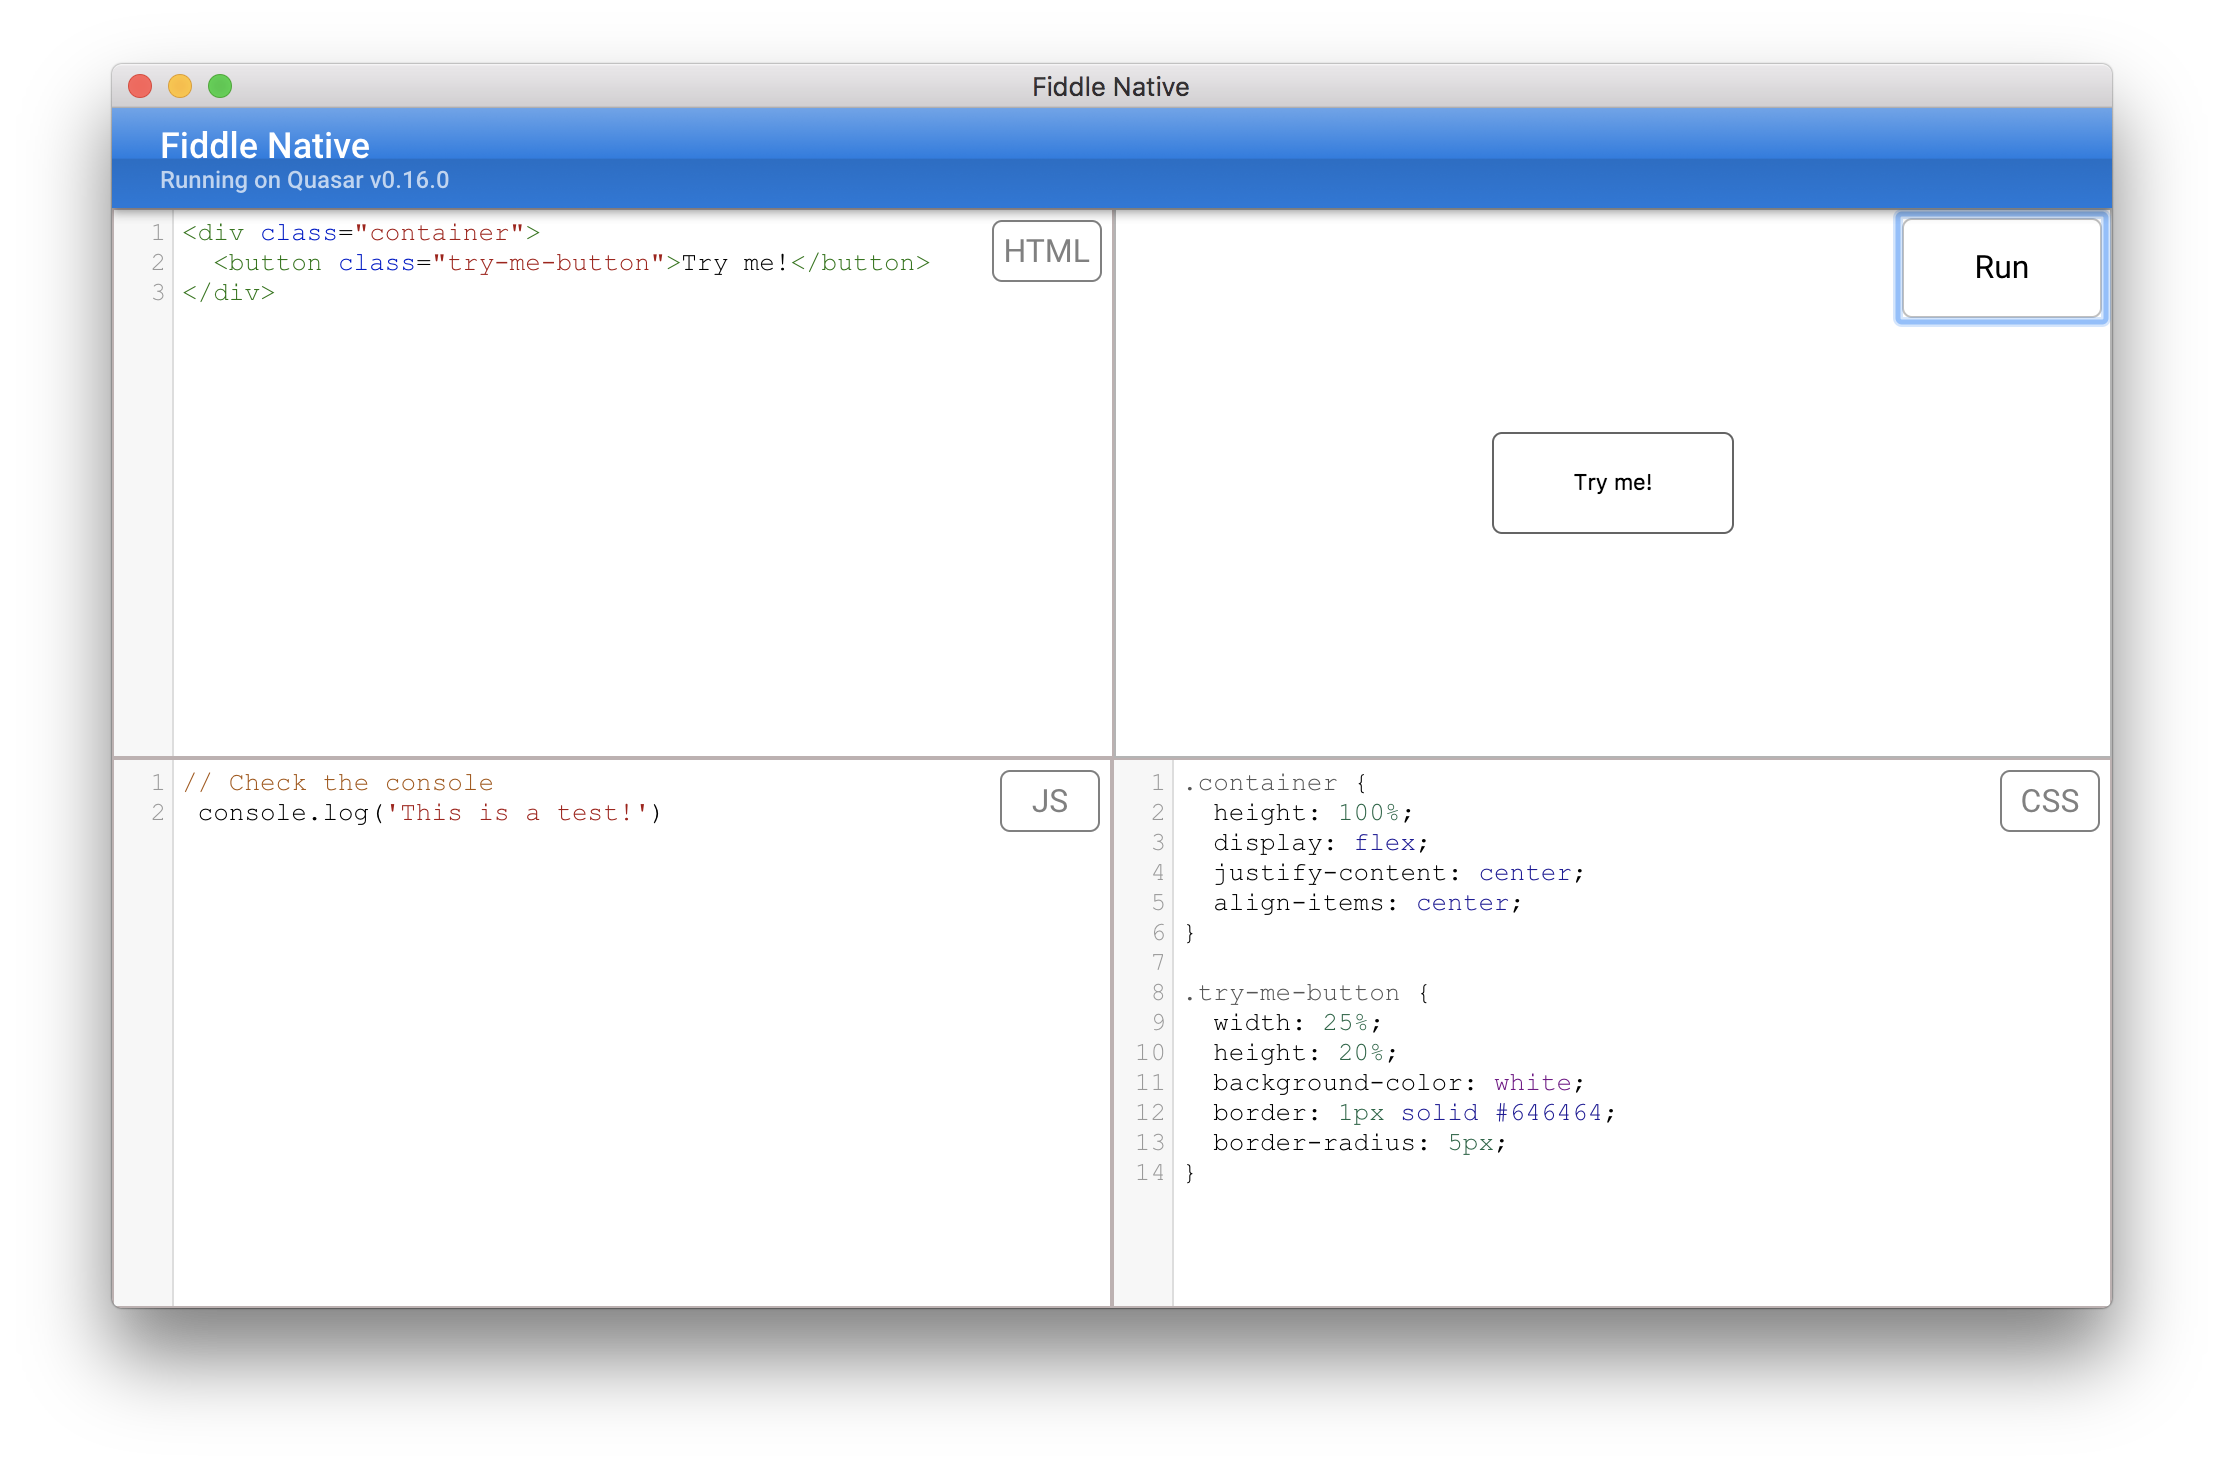 Fiddle Native
Fiddle Native
Running on Quasar v0.16.0
1 <div class="container">
2   <button class="try-me-button">Try me!</button>
3 </div>
HTML
Run
Try me!
1 // Check the console
2  console.log('This is a test!')
JS
1 .container {
2   height: 100%;
3   display: flex;
4   justify-content: center;
5   align-items: center;
6 }
7
8 .try-me-button {
9   width: 25%;
10   height: 20%;
11   background-color: white;
12   border: 1px solid #646464;
13   border-radius: 5px;
14 }
CSS